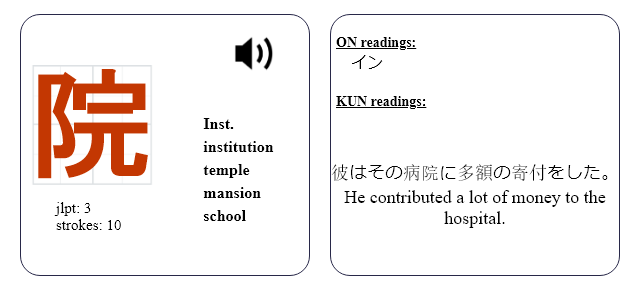 院
jlpt: 3
strokes: 10
Inst.
institution
temple
mansion
school
ON readings:
イン
KUN readings:
彼はその病院に多額の寄付をした。
He contributed a lot of money to the
hospital.